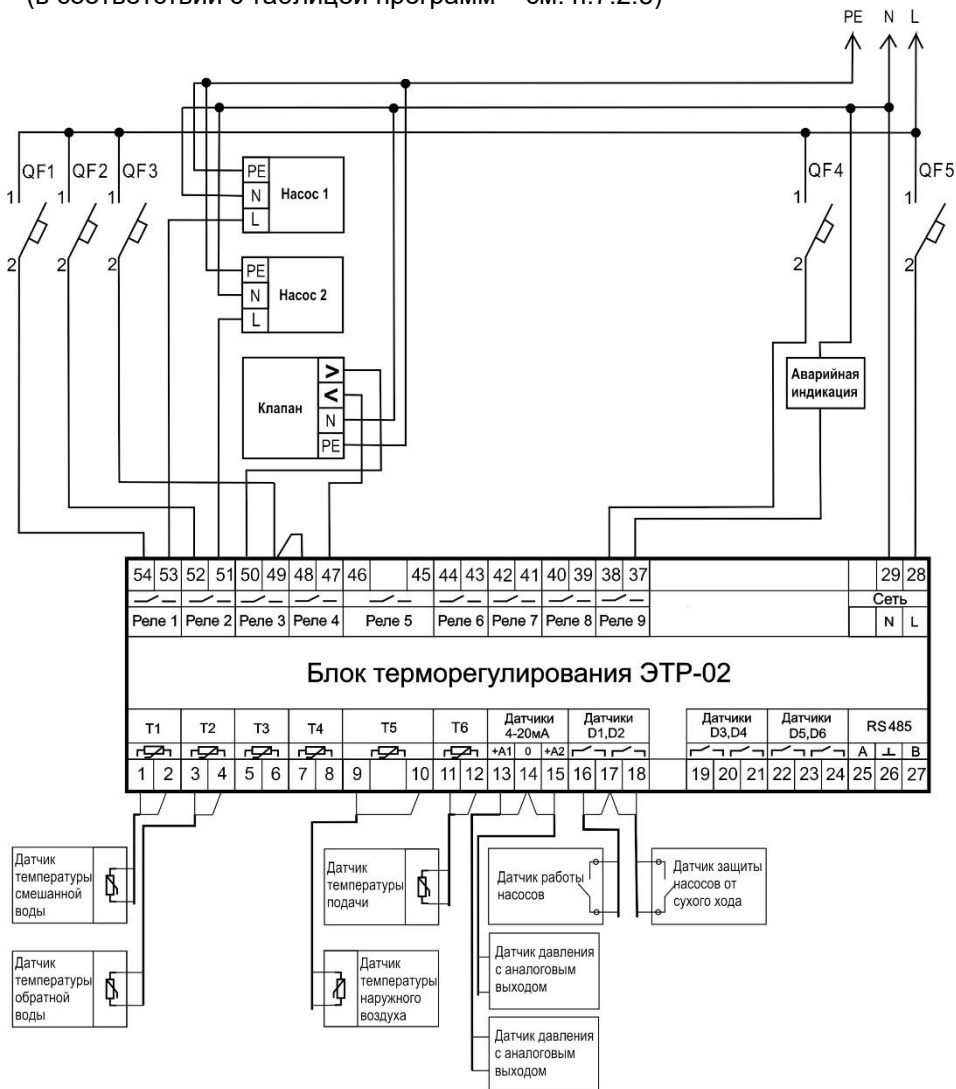 (в соответствии с таблицей программ – см. п.7.2.3)
PE N L
QF1 QF2 QF3 QF4 QF5
1 1 1 1 1
2 2 2 2 2
PE
N Насос 1
L
PE
N Насос 2
L
>
<
Клапан
N
PE
Аварийная
индикация
54 53 52 51 50 49 48 47 46 45 44 43 42 41 40 39 38 37 29 28
Сеть
Реле 1 Реле 2 Реле 3 Реле 4 Реле 5 Реле 6 Реле 7 Реле 8 Реле 9 N L
Блок терморегулирования ЭТР-02
T1 T2 T3 T4 T5 T6
Датчики
4-20мА
Датчики
D1,D2
Датчики
D3,D4
Датчики
D5,D6
RS485
+A1 0 +A2 A ⊥ B
1 2 3 4 5 6 7 8 9 10 11 12 13 14 15 16 17 18 19 20 21 22 23 24 25 26 27
Датчик
температуры
смешанной
воды
Датчик
температуры
подачи
Датчик работы
насосов
Датчик защиты
насосов от
сухого хода
Датчик
температуры
обратной
воды
Датчик
температуры
наружного
воздуха
Датчик давления
с аналоговым
выходом
Датчик давления
с аналоговым
выходом